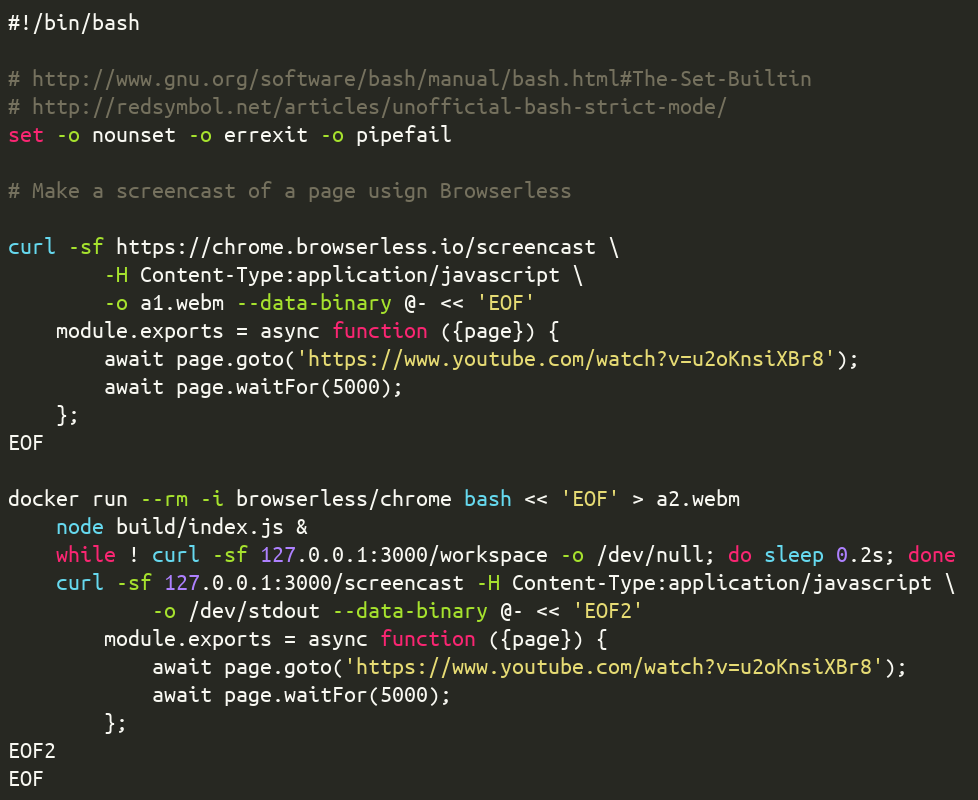 #!/bin/bash

# http://www.gnu.org/software/bash/manual/bash.html#The-Set-Builtin
# http://redsymbol.net/articles/unofficial-bash-strict-mode/
set -o nounset -o errexit -o pipefail

# Make a screencast of a page usign Browserless

curl -sf https://chrome.browserless.io/screencast \
        -H Content-Type:application/javascript \
        -o a1.webm --data-binary @- << 'EOF'
    module.exports = async function ({page}) {
        await page.goto('https://www.youtube.com/watch?v=u2oKnsiXBr8');
        await page.waitFor(5000);
    };
EOF

docker run --rm -i browserless/chrome bash << 'EOF' > a2.webm
    node build/index.js &
    while ! curl -sf 127.0.0.1:3000/workspace -o /dev/null; do sleep 0.2s; done
    curl -sf 127.0.0.1:3000/screencast -H Content-Type:application/javascript \
            -o /dev/stdout --data-binary @- << 'EOF2'
        module.exports = async function ({page}) {
            await page.goto('https://www.youtube.com/watch?v=u2oKnsiXBr8');
            await page.waitFor(5000);
        };
EOF2
EOF